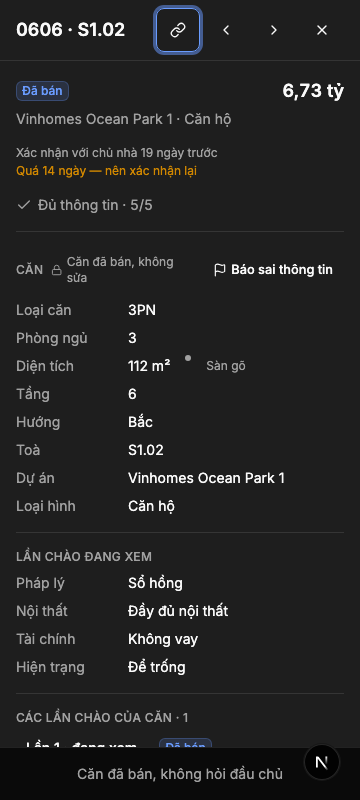 0606 · S1.02
Đã bán
6,73 tỷ
Vinhomes Ocean Park 1 · Căn hộ
Xác nhận với chủ nhà 19 ngày trước
Quá 14 ngày — nên xác nhận lại
Đủ thông tin · 5/5
CĂN
Căn đã bán, không
sửa
Báo sai thông tin
Loại căn 3PN
Phòng ngủ 3
Diện tích 112 m² Sàn gõ
Tầng 6
Hướng Bắc
Toà S1.02
Dự án Vinhomes Ocean Park 1
Loại hình Căn hộ
LẦN CHÀO ĐANG XEM
Pháp lý Sổ hồng
Nội thất Đầy đủ nội thất
Tài chính Không vay
Hiện trạng Để trống
CÁC LẦN CHÀO CỦA CĂN · 1
Lần 1 · đang xem Đã bán
Căn đã bán, không hỏi đầu chủ
N